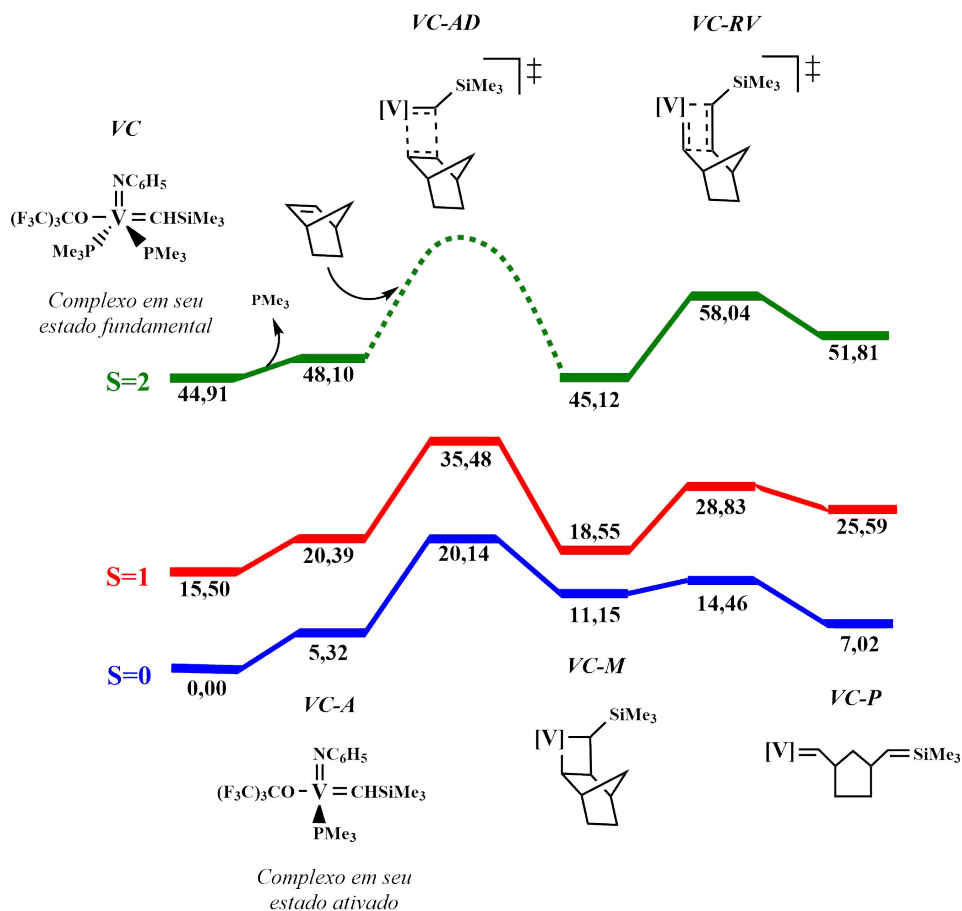 VC-AD
VC-RV
‡
‡
SiMe3
SiMe3
[V]
[V]
VC
NC6H5
(F3C)3CO
V
CHSiMe3
Me3P
PMe3
Complexo em seu
estado fundamental
PMe3
58,04
51,81
S=2
44,91
48,10
45,12
35,48
28,83
25,59
18,55
20,39
S=1
15,50
20,14
14,46
11,15
7,02
5,32
S=0
0,00
VC-M
VC-A
VC-P
SiMe3
[V]
NC6H5
(F3C)3CO
V
CHSiMe3
PMe3
[V]
SiMe3
Complexo em seu
estado ativado